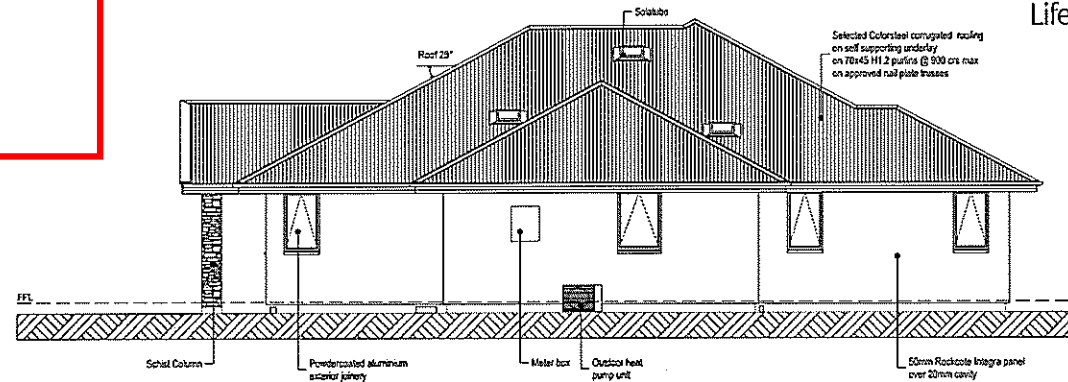 Life
Solatube
Selected Colorsteel corrugated roofing
on self supporting underlay
on 70x45 H1.2 purlins @ 900 crs max
on approved nail plate trusses
Roof 25°
FFL
Schist Column
Powdercoated aluminium
exterior joinery
Meter box
Outdoor heat
pump unit
50mm Rockcote Integra panel
over 20mm cavity